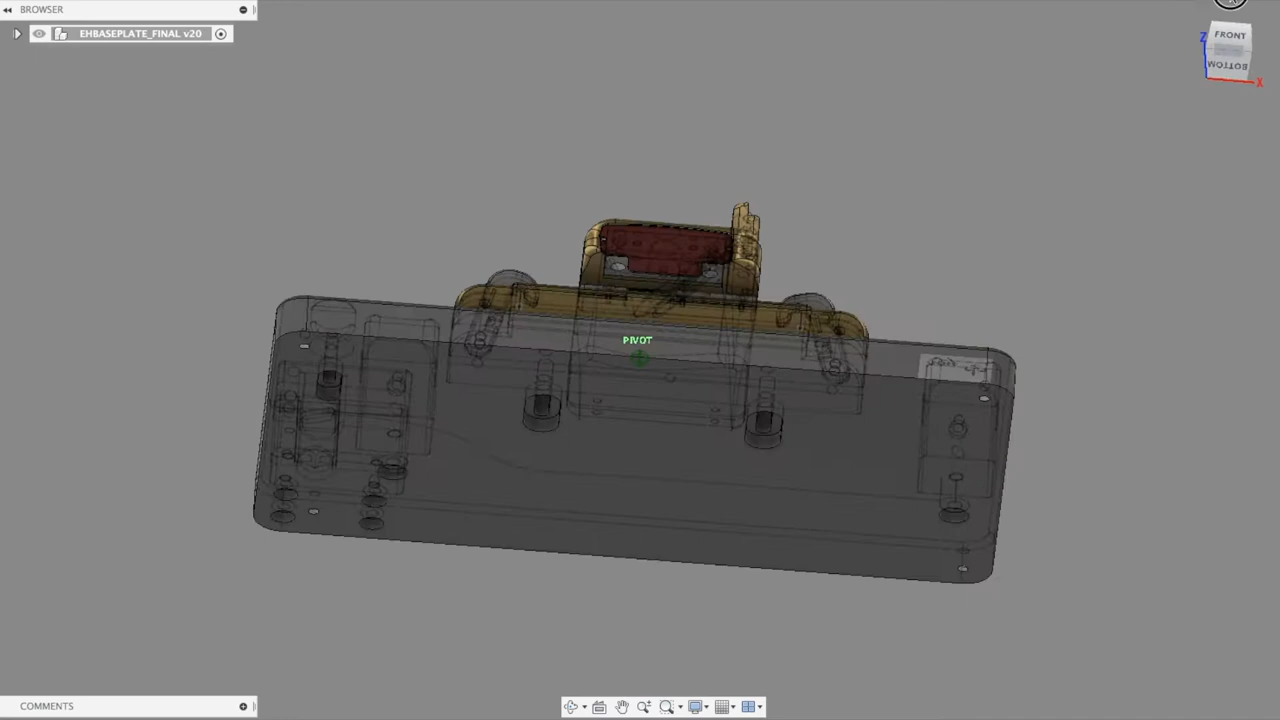 BROWSER
EHBASEPLATE_FINAL v20
FRONT
BOTTOM
Z
X
PIVOT
COMMENTS